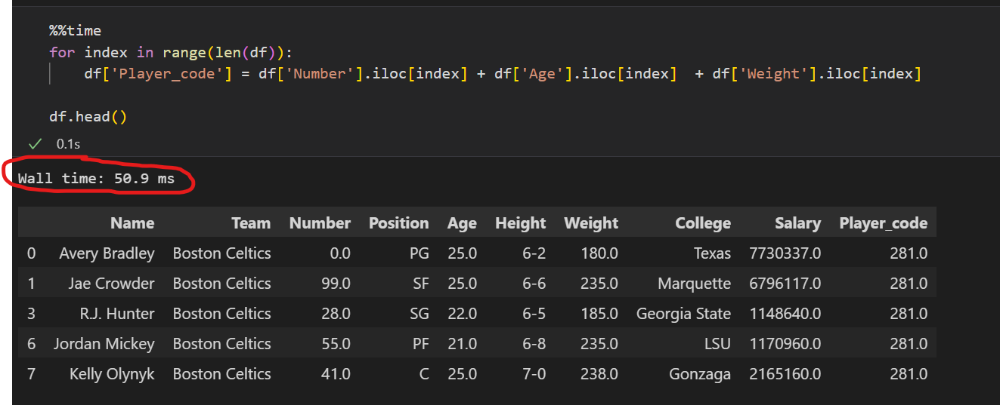 %%time
for index in range(len(df)):
    df['Player_code'] = df['Number'].iloc[index] + df['Age'].iloc[index]  + df['Weight'].iloc[index]
df.head()
0.1s
Wall time: 50.9 ms
Name Team Number Position Age Height Weight College Salary Player_code
0 Avery Bradley Boston Celtics 0.0 PG 25.0 6-2 180.0 Texas 7730337.0 281.0
1 Jae Crowder Boston Celtics 99.0 SF 25.0 6-6 235.0 Marquette 6796117.0 281.0
3 R.J. Hunter Boston Celtics 28.0 SG 22.0 6-5 185.0 Georgia State 1148640.0 281.0
6 Jordan Mickey Boston Celtics 55.0 PF 21.0 6-8 235.0 LSU 1170960.0 281.0
7 Kelly Olynyk Boston Celtics 41.0 C 25.0 7-0 238.0 Gonzaga 2165160.0 281.0